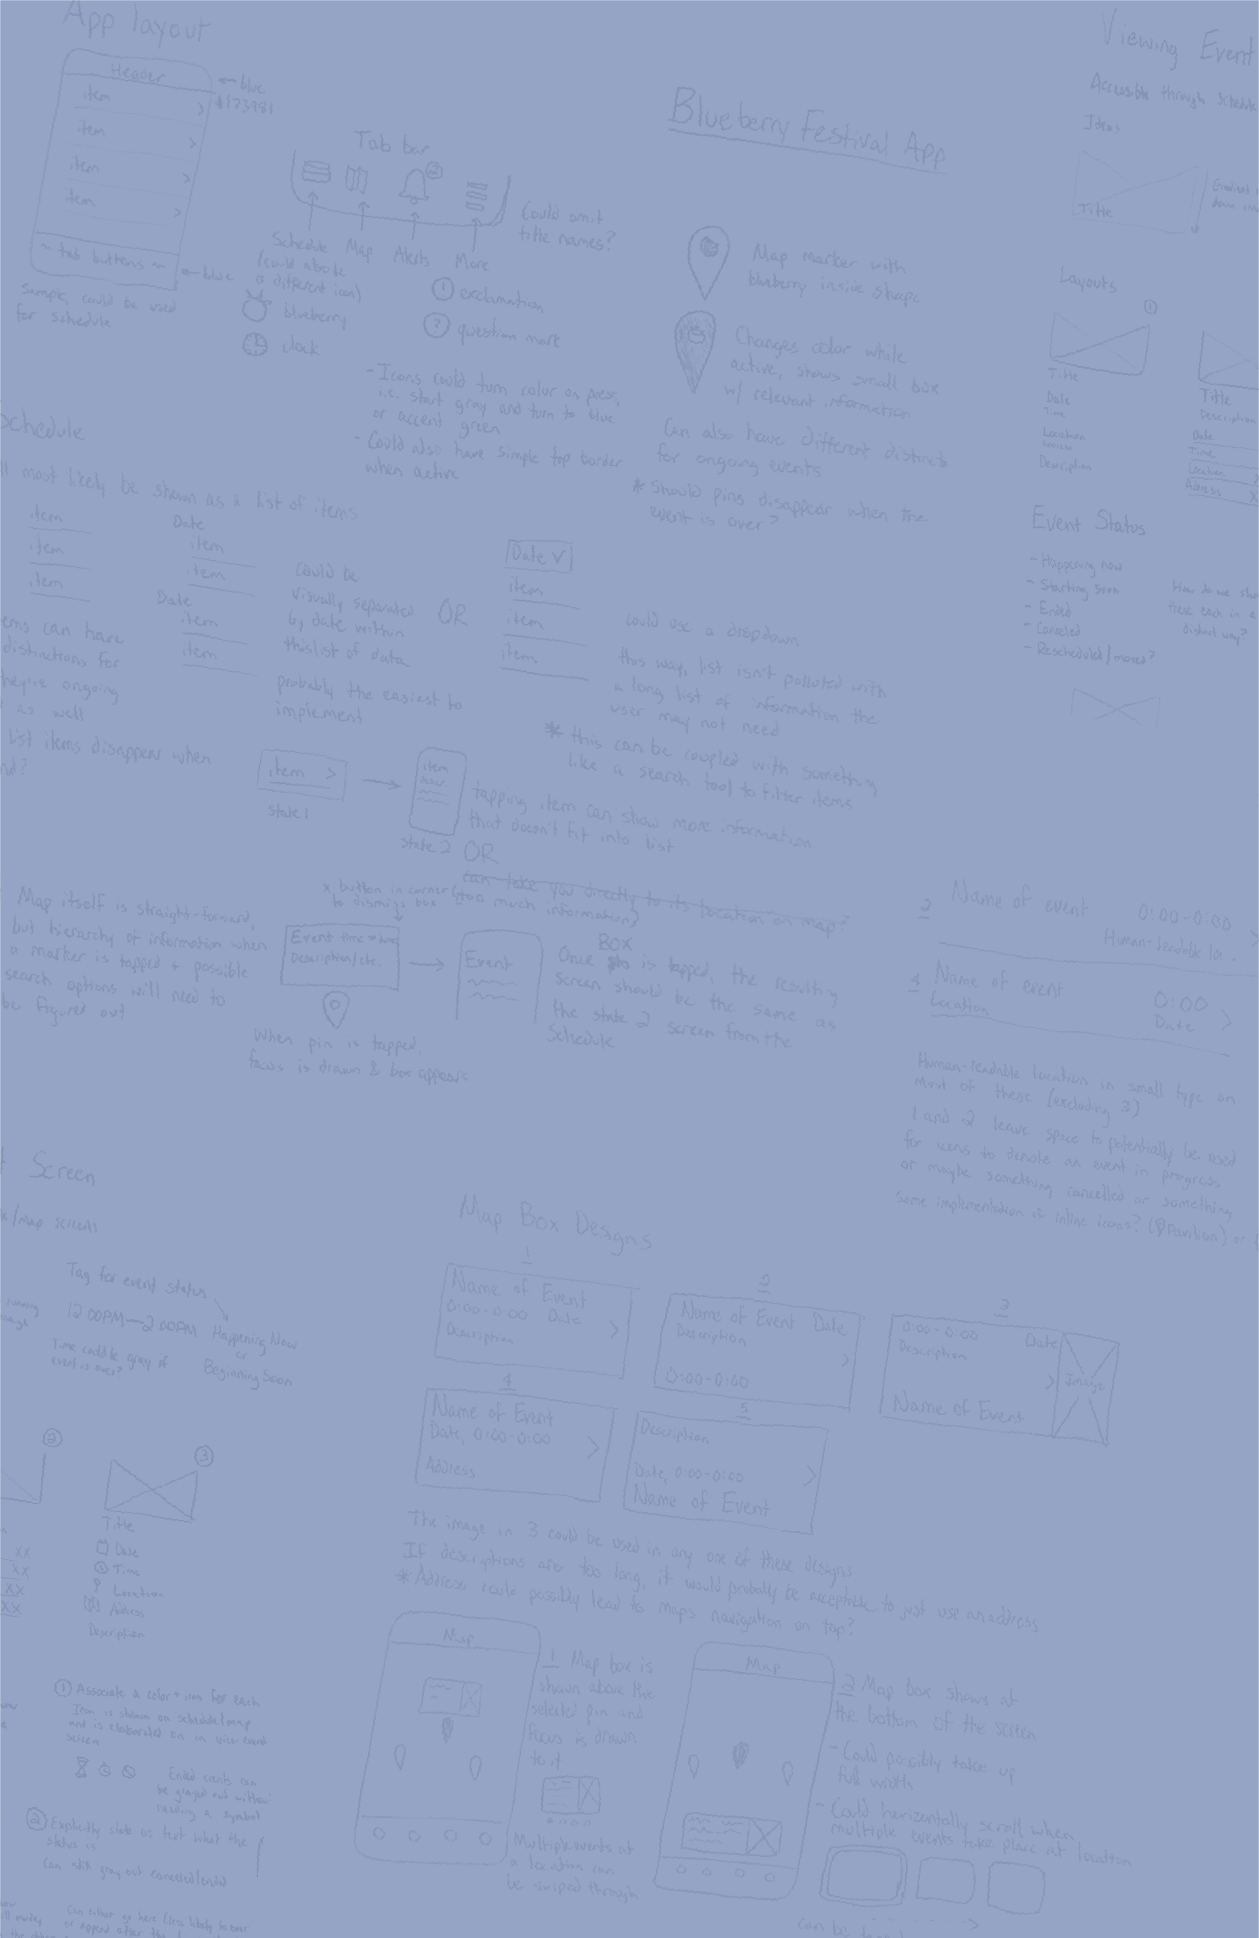 App layout
Header
item
item
item
item
~ tab buttons ~
← blue
← blue
Sample, could be used
for schedule
Tab bar
Schedule
Map
Alerts
More
(could also be
a different icon)
blueberry
clock
! exclamation
? question mark
Could omit
title names?
- Icons could turn color on press,
i.e. start gray and turn to blue
or accent green
- Could also have simple top border
when active
Blueberry Festival App
Map marker with
blueberry inside shape
Changes color while
active, shows small box
w/ relevant information
Can also have different distincts
for ongoing events
* Should pins disappear when the
event is over?
Viewing Event
Accessible through schedule
Ideas
Title
Gradient
Layouts
1
Title
Date
Time
Location
Description
Title
Description
Date
Time
Location
Address
Event Status
- Happening now
- Starting soon
- Ended
- Canceled
- Rescheduled/moved?
How do we show
these each in a
distinct way?
Schedule
most likely be shown as a list of items
item
item
item
Date
item
item
Date
item
item
could be
visually separated
by date within
this list of data
probably the easiest to
implement
OR
Date ∨
item
item
item
could use a dropdown
this way, list isn't polluted with
a long list of information the
user may not need
* this can be coupled with something
like a search tool to filter items
can have
distinctions for
they're ongoing
as well
list items disappear when
item >
state 1
item
state 2
tapping item can show more information
that doesn't fit into list
OR
can take you directly to its location on map?
(too much information)
Map itself is straight-forward,
but hierarchy of information when
a marker is tapped + possible
search options will need to
be figured out
x button in corner
to dismiss box
Event time
Description/etc.
When pin is tapped,
focus is drawn & box appears
Event
BOX
Once is tapped, the resulting
screen should be the same as
the state 2 screen from the
Schedule
2
Name of event 0:00-0:00 >
Human-readable loc.
4
Name of event 0:00 >
Location Date
Human-readable location in small type on
most of these (excluding 3)
1 and 2 leave space to potentially be used
for icons to denote an event in progress
or maybe something cancelled or something
Some implementation of inline icons? (Pavilion) or
Screen
/map screens
Tag for event status
12:00PM—2:00PM
Happening Now
or
Beginning Soon
Time could be gray if
event is over?
2
3
Title
Date
Time
Location
Address
Description
XX
XX
XX
XX
1 Associate a color + icon for each
Icon is shown on schedule/map
and is elaborated on in view event
screen
Ended events can
be grayed out without
needing a symbol
2 Explicitly state as text what the
status is
Can still gray out canceled/ended
Can either go here (less likely to
or append after the
Map Box Designs
1
Name of Event
0:00-0:00 Date
Description
>
2
Name of Event Date
Description
>
0:00-0:00
3
0:00-0:00 Date
Description
>
Name of Event
Image
4
Name of Event
Date, 0:00-0:00
>
Address
5
Description
Date, 0:00-0:00
>
Name of Event
The image in 3 could be used in any one of these designs
If descriptions are too long, it would probably be acceptable to just use an address
* Address could possibly lead to maps navigation on top?
Map
1 Map box is
shown above the
selected pin and
focus is drawn
to it
Multiple events at
a location can
be swiped through
Map
2 Map box shows at
the bottom of the screen
- Could possibly take up
full width
- Could horizontally scroll when
multiple events take place at location
can be